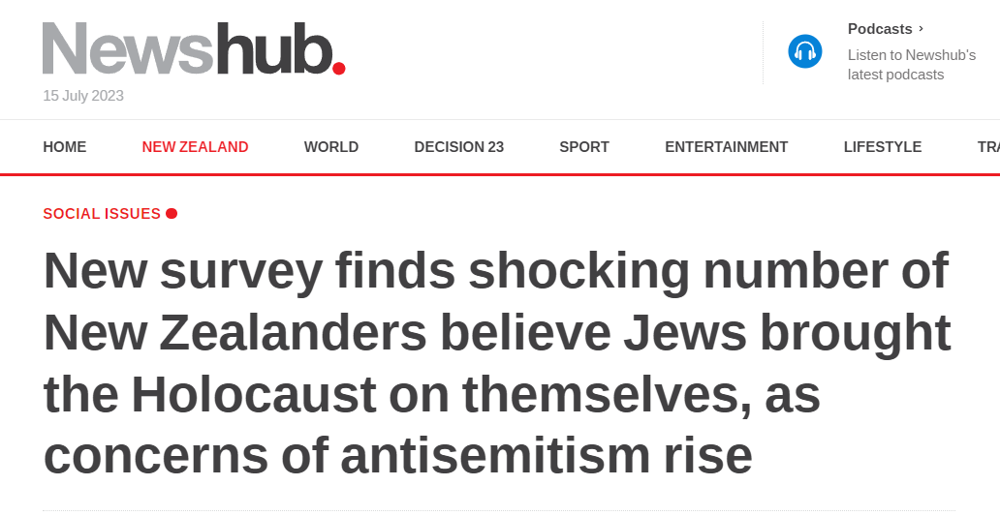 Newshub.
15 July 2023
Podcasts ›
Listen to Newshub's
latest podcasts
HOME NEW ZEALAND WORLD DECISION 23 SPORT ENTERTAINMENT LIFESTYLE TRA
SOCIAL ISSUES
New survey finds shocking number of
New Zealanders believe Jews brought
the Holocaust on themselves, as
concerns of antisemitism rise